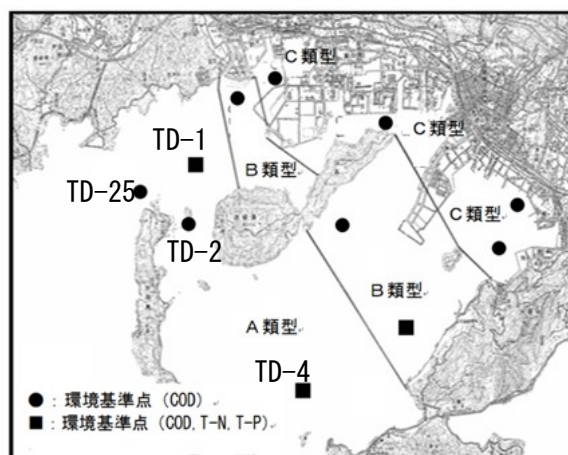 C類型
C類型
TD-1
B類型
TD-25
C類型
TD-2
B類型
A類型
TD-4
●：環境基準点（COD）
■：環境基準点（COD,T-N,T-P）